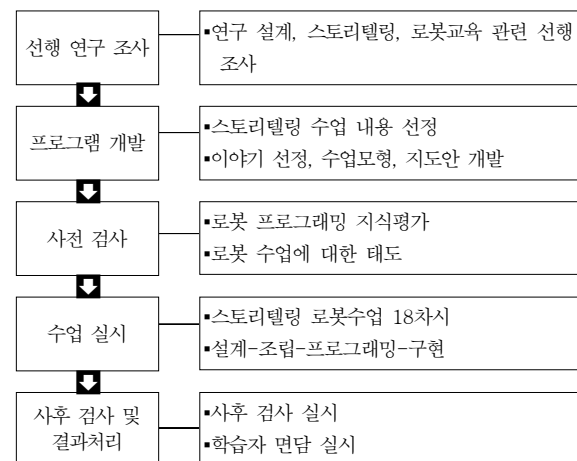 선행 연구 조사
▪연구 설계, 스토리텔링, 로봇교육 관련 선행
조사
프로그램 개발
▪스토리텔링 수업 내용 선정
▪이야기 선정, 수업모형, 지도안 개발
사전 검사
▪로봇 프로그래밍 지식평가
▪로봇 수업에 대한 태도
수업 실시
▪스토리텔링 로봇수업 18차시
▪설계-조립-프로그래밍-구현
사후 검사 및
결과처리
▪사후 검사 실시
▪학습자 면담 실시